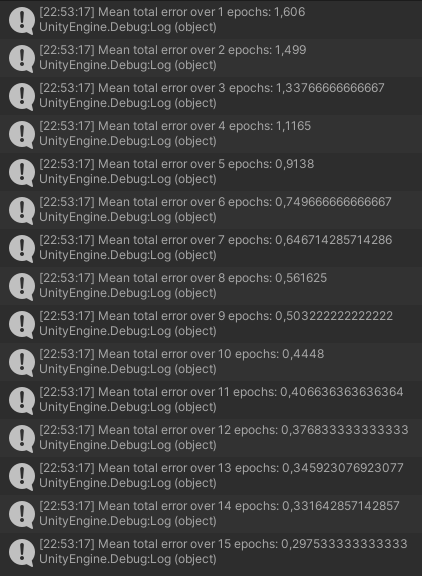 [22:53:17] Mean total error over 1 epochs: 1,606
UnityEngine.Debug:Log (object)
[22:53:17] Mean total error over 2 epochs: 1,499
UnityEngine.Debug:Log (object)
[22:53:17] Mean total error over 3 epochs: 1,33766666666667
UnityEngine.Debug:Log (object)
[22:53:17] Mean total error over 4 epochs: 1,1165
UnityEngine.Debug:Log (object)
[22:53:17] Mean total error over 5 epochs: 0,9138
UnityEngine.Debug:Log (object)
[22:53:17] Mean total error over 6 epochs: 0,749666666666667
UnityEngine.Debug:Log (object)
[22:53:17] Mean total error over 7 epochs: 0,646714285714286
UnityEngine.Debug:Log (object)
[22:53:17] Mean total error over 8 epochs: 0,561625
UnityEngine.Debug:Log (object)
[22:53:17] Mean total error over 9 epochs: 0,503222222222222
UnityEngine.Debug:Log (object)
[22:53:17] Mean total error over 10 epochs: 0,4448
UnityEngine.Debug:Log (object)
[22:53:17] Mean total error over 11 epochs: 0,406636363636364
UnityEngine.Debug:Log (object)
[22:53:17] Mean total error over 12 epochs: 0,376833333333333
UnityEngine.Debug:Log (object)
[22:53:17] Mean total error over 13 epochs: 0,345923076923077
UnityEngine.Debug:Log (object)
[22:53:17] Mean total error over 14 epochs: 0,331642857142857
UnityEngine.Debug:Log (object)
[22:53:17] Mean total error over 15 epochs: 0,297533333333333
UnityEngine.Debug:Log (object)